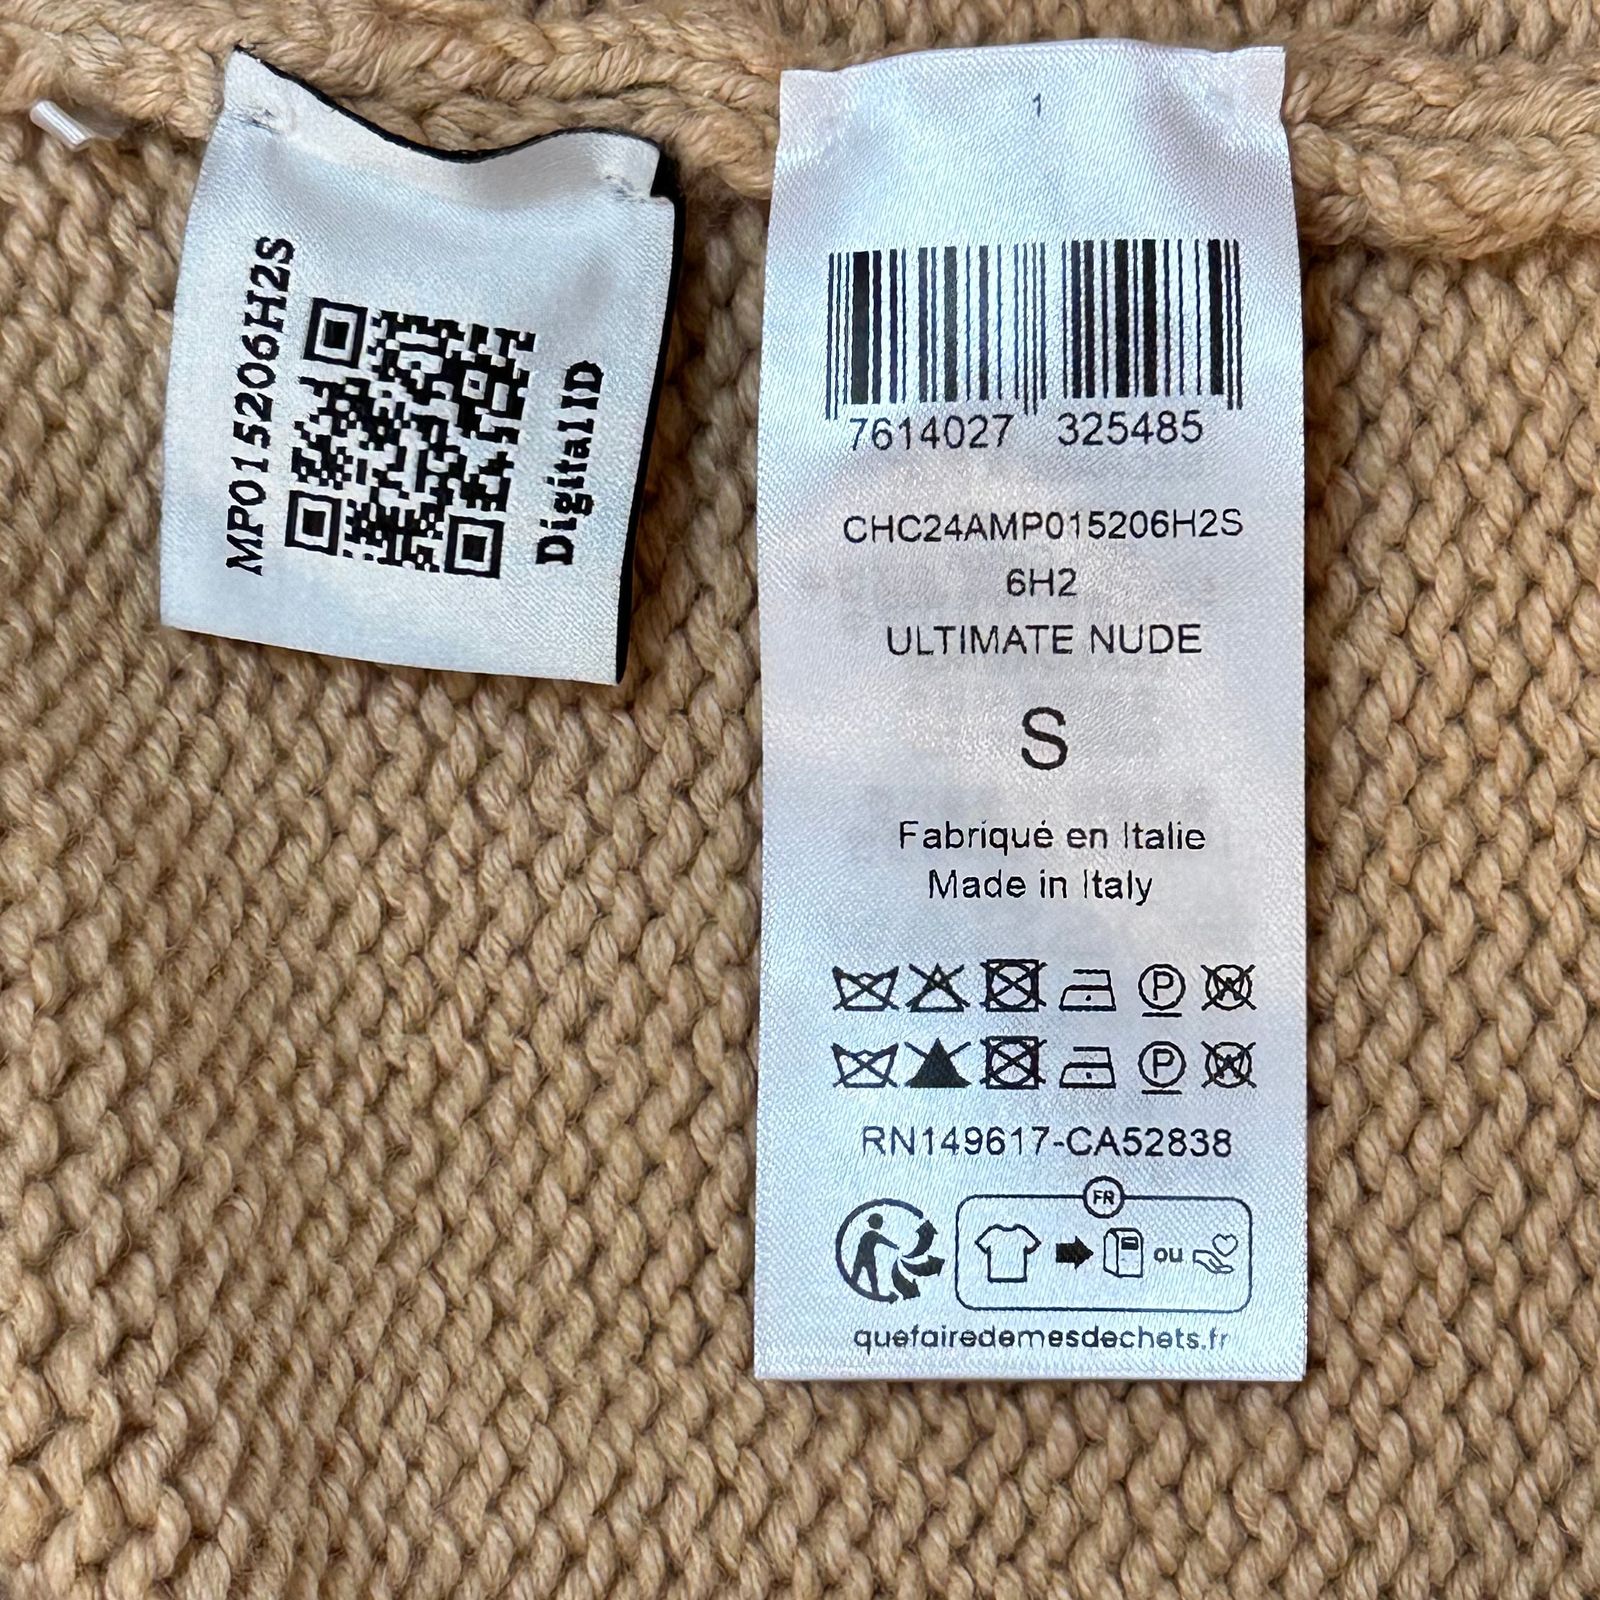 MP015206H2S
Digital ID
1
7614027 325485
CHC24AMP015206H2S
6H2
ULTIMATE NUDE
S
Fabriqué en Italie
Made in Italy
P W
P W
RN149617-CA52838
FR
ou
quefairedemesdechets.fr